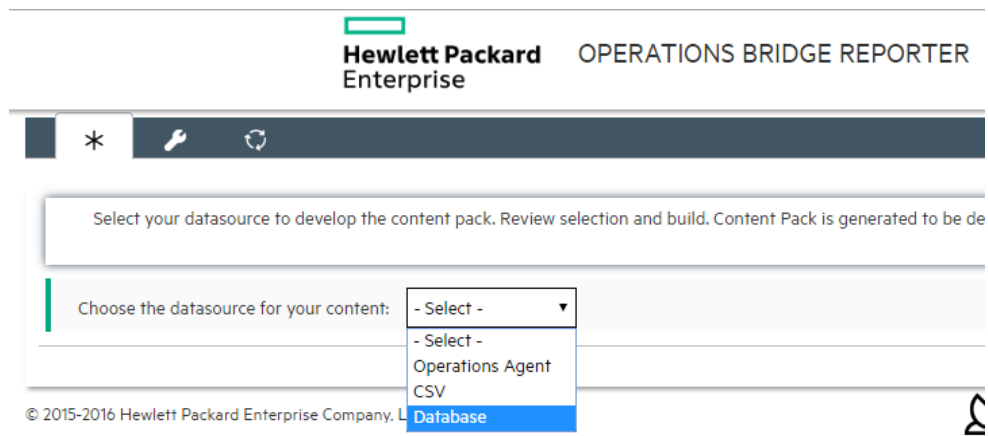 Hewlett Packard
Enterprise
OPERATIONS BRIDGE REPORTER
Select your datasource to develop the content pack. Review selection and build. Content Pack is generated to be de
Choose the datasource for your content:
- Select -
- Select -
Operations Agent
CSV
Database
© 2015-2016 Hewlett Packard Enterprise Company, L